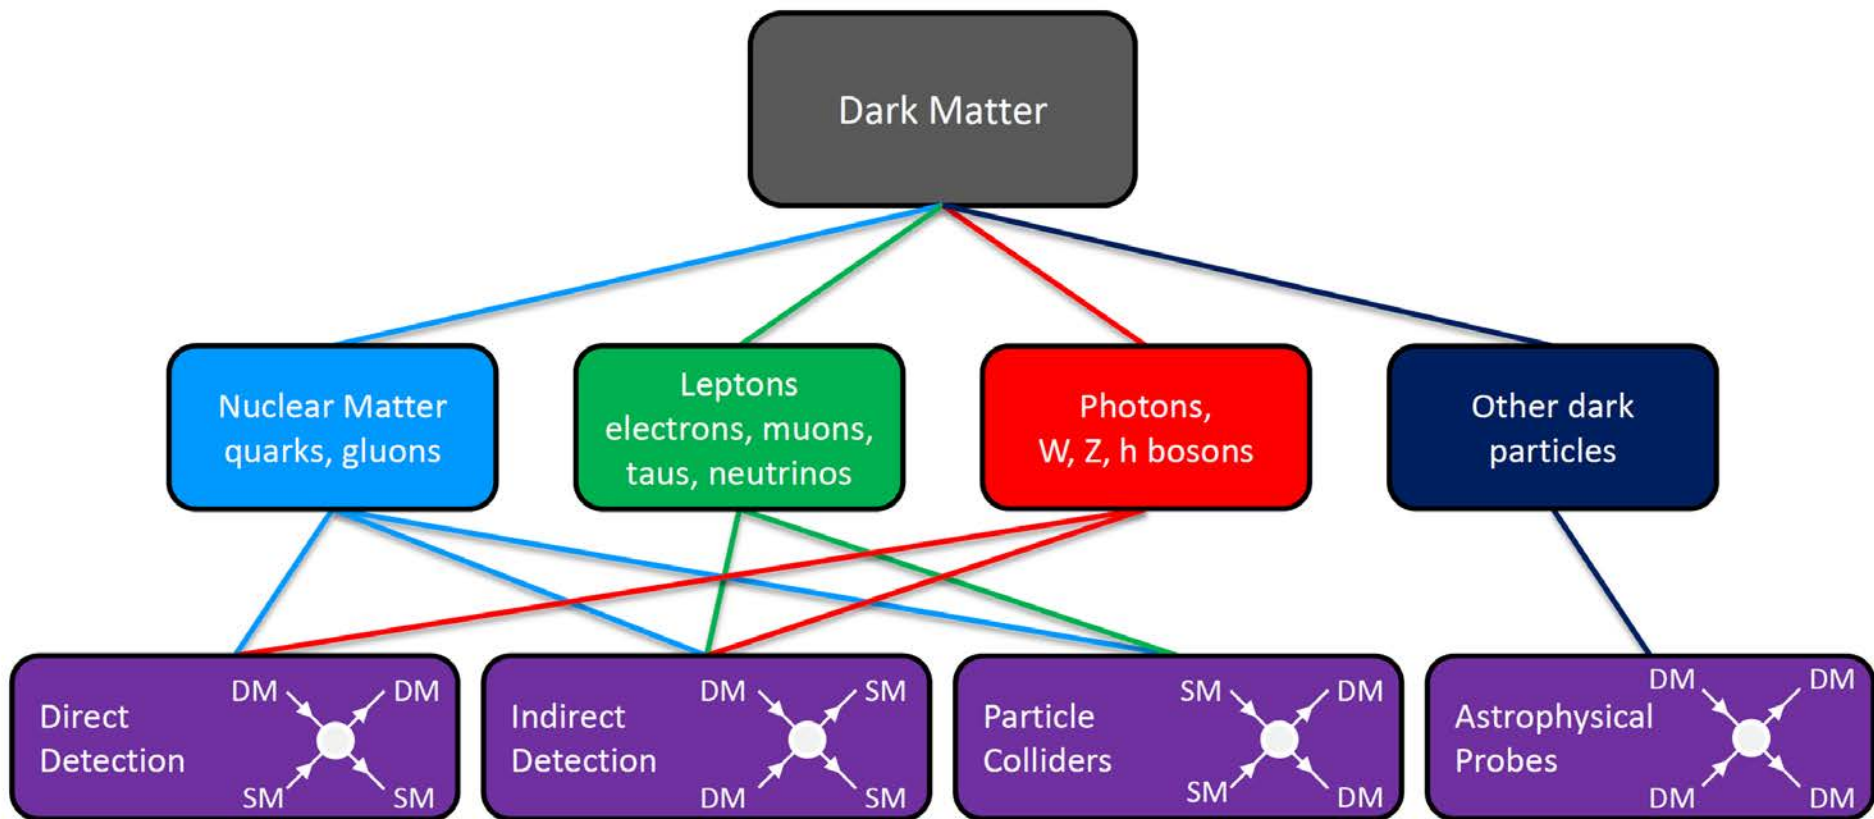 Dark Matter
Nuclear Matter
quarks, gluons
Leptons
electrons, muons,
taus, neutrinos
Photons,
W, Z, h bosons
Other dark
particles
Direct
Detection
DM
DM
SM
SM
Indirect
Detection
DM
SM
DM
SM
Particle
Colliders
SM
DM
SM
DM
Astrophysical
Probes
DM
DM
DM
DM